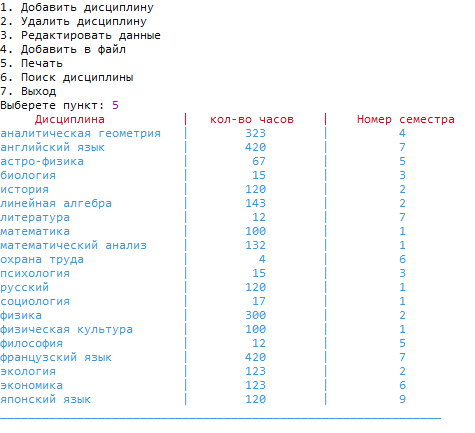 1. Добавить дисциплину
2. Удалить дисциплину
3. Редактировать данные
4. Добавить в файл
5. Печать
6. Поиск дисциплины
7. Выход
Выберете пункт: 5
Дисциплина | кол-во часов | Номер семестра
аналитическая геометрия | 323 | 4
английский язык | 420 | 7
астро-физика | 67 | 5
биология | 15 | 3
история | 120 | 2
линейная алгебра | 143 | 2
литература | 12 | 7
математика | 100 | 1
математический анализ | 132 | 1
охрана труда | 4 | 6
психология | 15 | 3
русский | 120 | 1
социология | 17 | 1
физика | 300 | 2
физическая культура | 100 | 1
философия | 12 | 5
французский язык | 420 | 7
экология | 123 | 2
экономика | 123 | 6
японский язык | 120 | 9